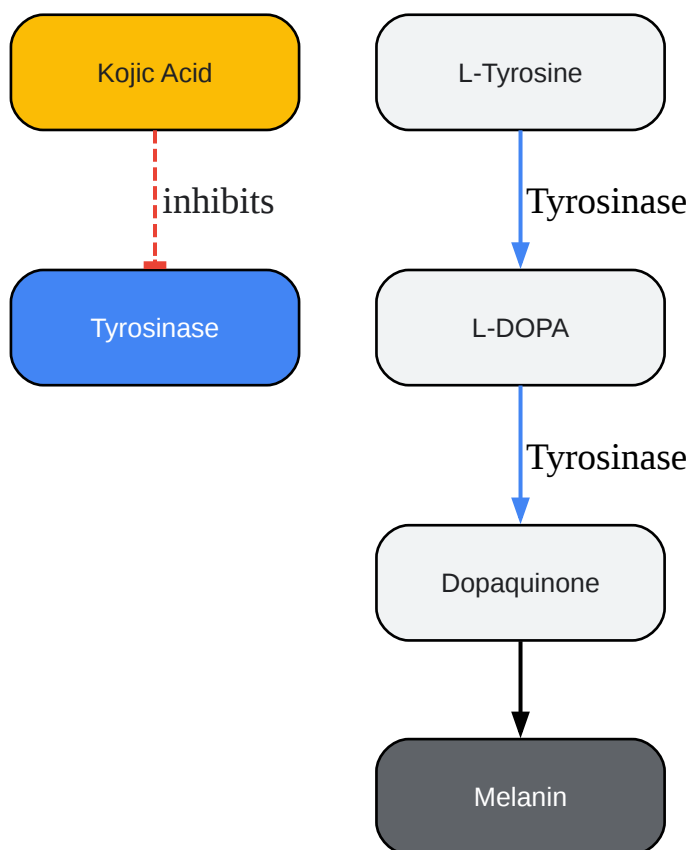 Kojic Acid
L-Tyrosine
inhibits
Tyrosinase
Tyrosinase
L-DOPA
Tyrosinase
Dopaquinone
Melanin